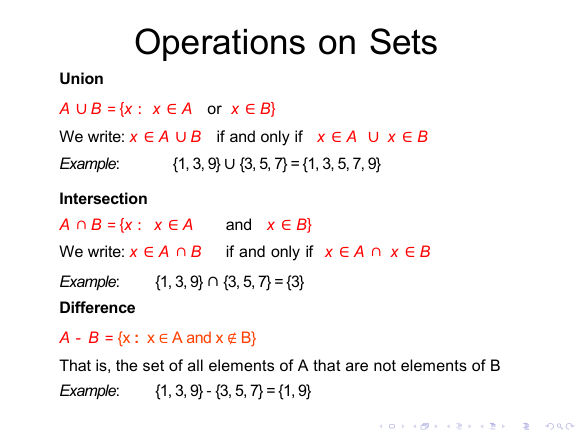 Operations on Sets
Union
A ∪ B = {x : x ∈ A or x ∈ B}
We write: x ∈ A ∪ B if and only if x ∈ A ∪ x ∈ B
Example: {1, 3, 9} ∪ {3, 5, 7} = {1, 3, 5, 7, 9}
Intersection
A ∩ B = {x : x ∈ A and x ∈ B}
We write: x ∈ A ∩ B if and only if x ∈ A ∩ x ∈ B
Example: {1, 3, 9} ∩ {3, 5, 7} = {3}
Difference
A - B = {x : x ∈ A and x ∉ B}
That is, the set of all elements of A that are not elements of B
Example: {1, 3, 9} - {3, 5, 7} = {1, 9}